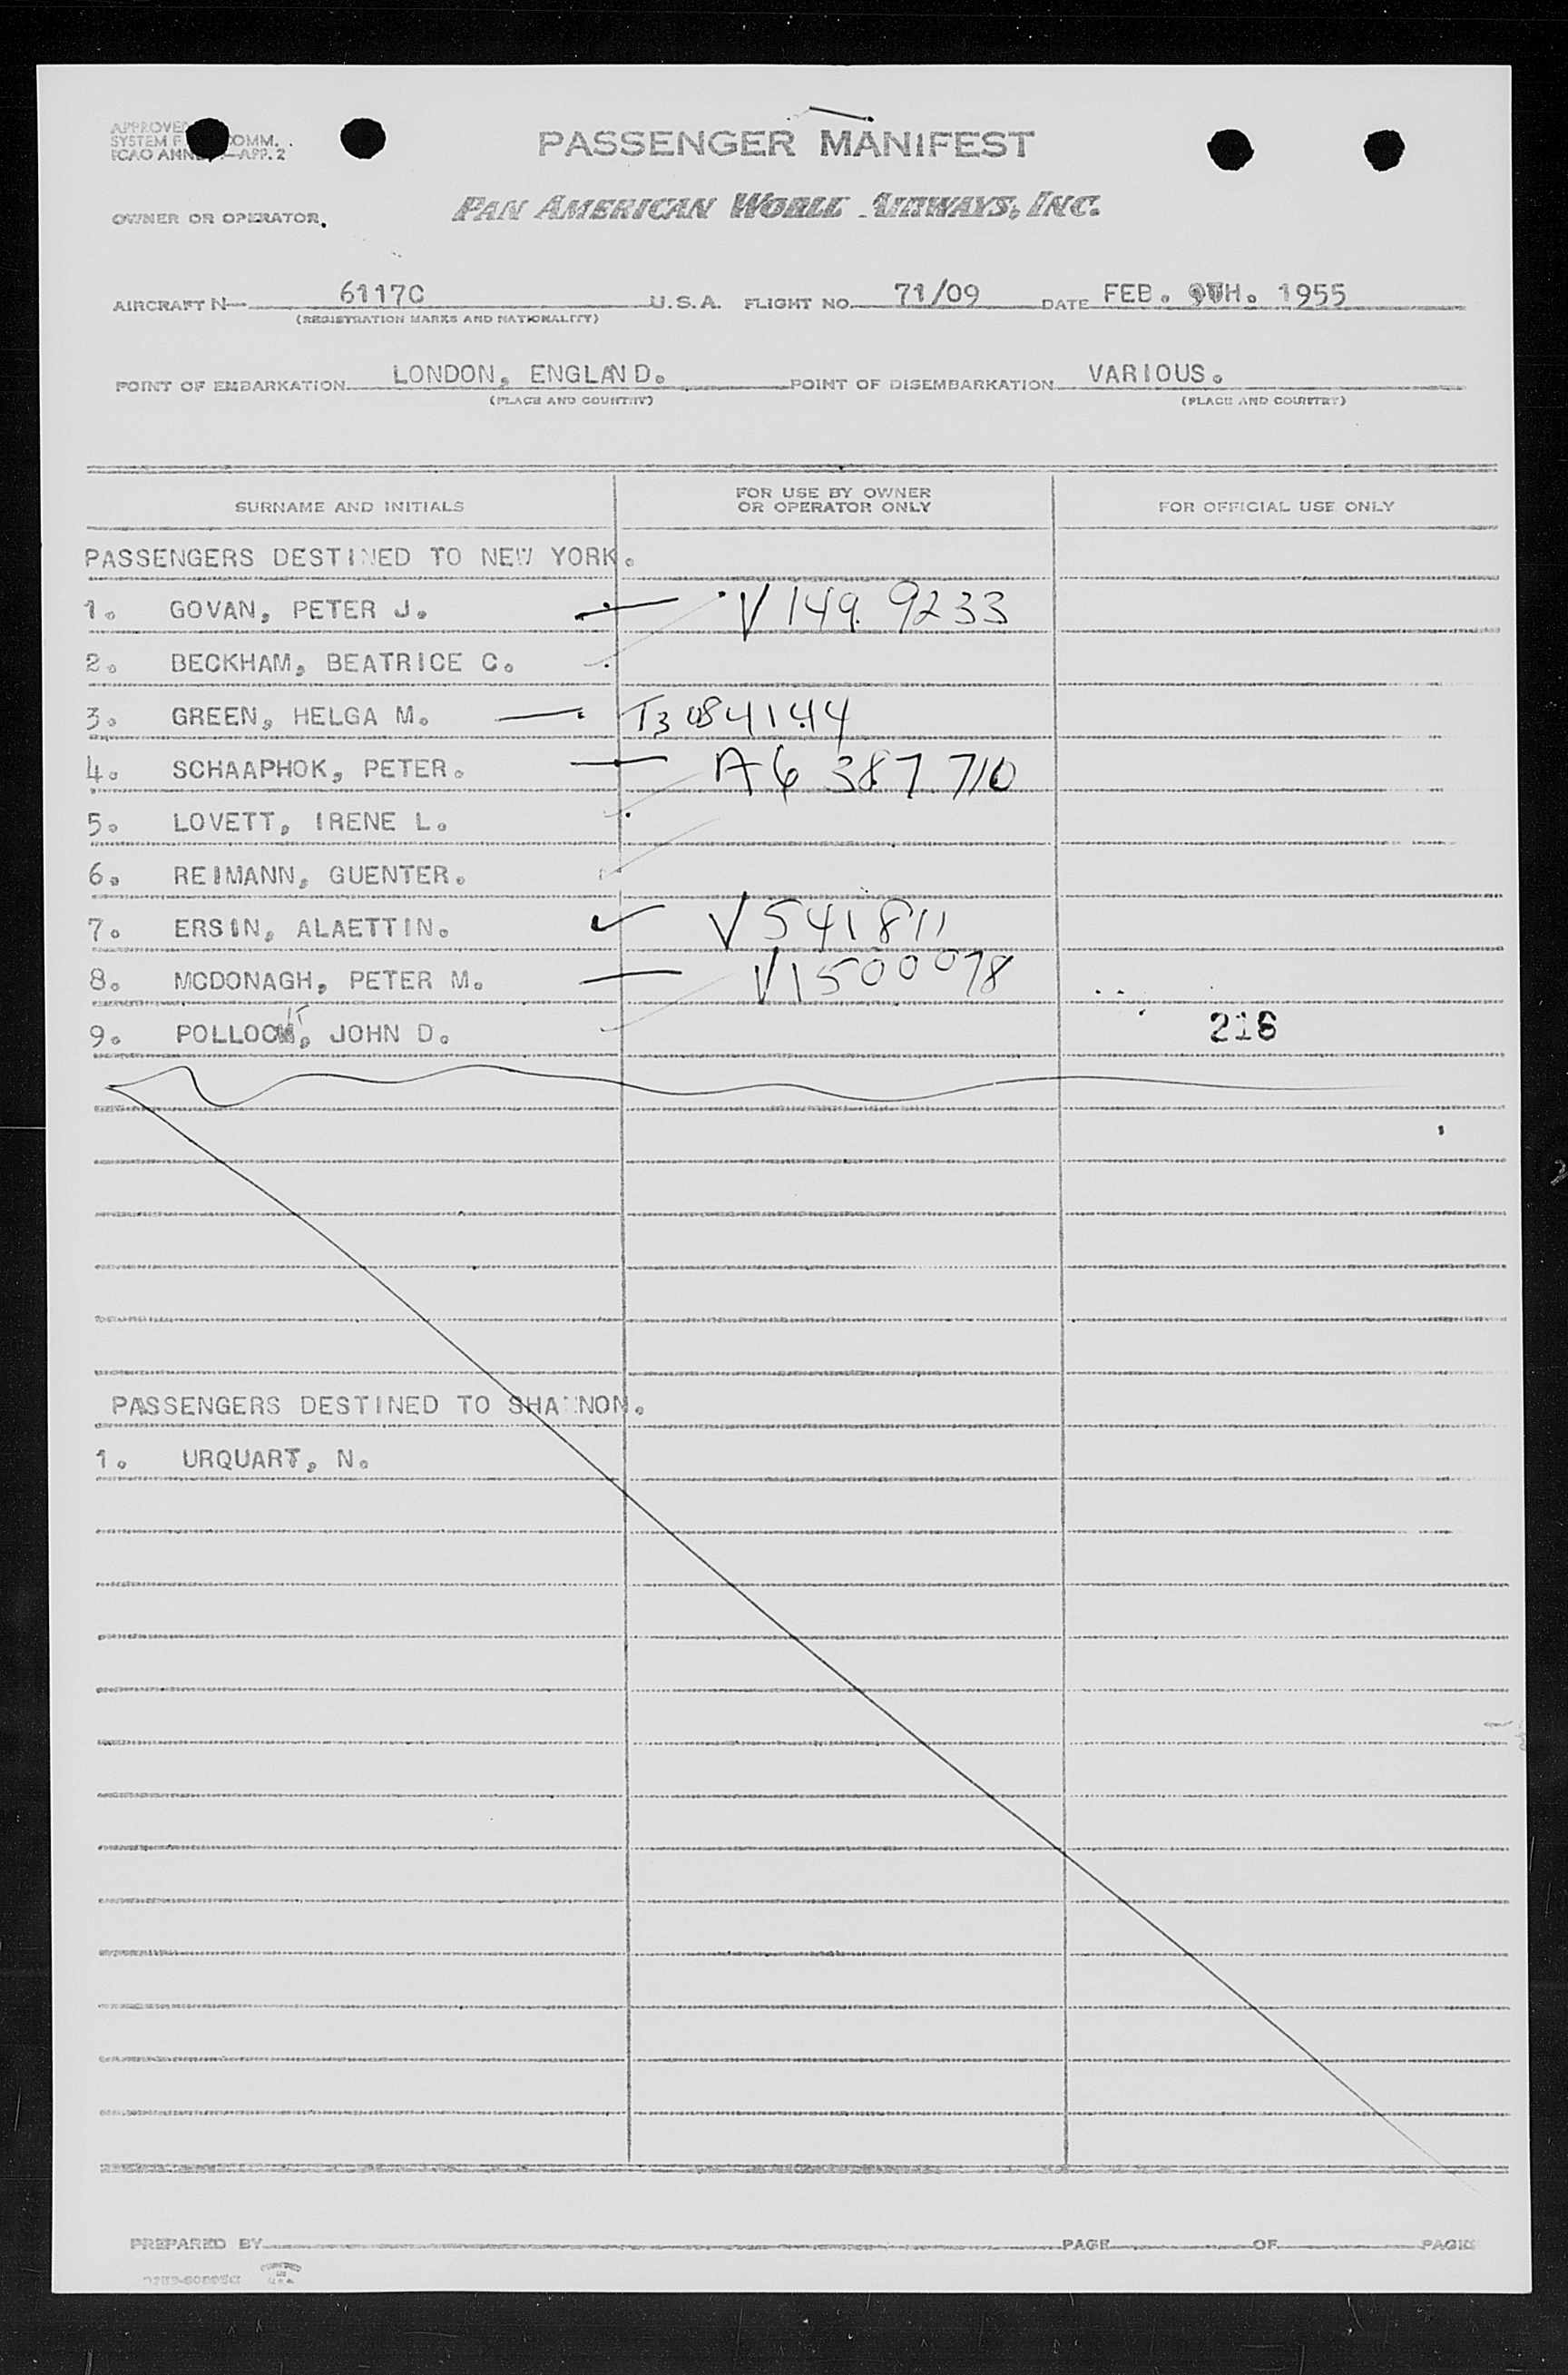 PASSENGER MANIFEST
OWNER OR OPERATOR.
PAN AMERICAN WORLD AIRWAYS, INC.
AIRCRAFT N 6117C U.S.A. FLIGHT NO. 71/09 DATE FEB. 9TH. 1955
(REGISTRATION MARKS AND NATIONALITY)
POINT OF EMBARKATION LONDON, ENGLAND. POINT OF DISEMBARKATION VARIOUS.
(PLACE AND COUNTRY) (PLACE AND COUNTRY)
SURNAME AND INITIALS
FOR USE BY OWNER
OR OPERATOR ONLY
FOR OFFICIAL USE ONLY
PASSENGERS DESTINED TO NEW YORK.
1. GOVAN, PETER J. V 149 9233
2. BECKHAM, BEATRICE C.
3. GREEN, HELGA M. T3084144
4. SCHAAPHOK, PETER. A6 387 710
5. LOVETT, IRENE L.
6. REIMANN, GUENTER.
7. ERSIN, ALAETTIN. V541811
8. MCDONAGH, PETER M. V1500078
9. POLLOCK, JOHN D. 216
PASSENGERS DESTINED TO SHANNON.
1. URQUART, N.
PREPARED BY PAGE OF PAGES